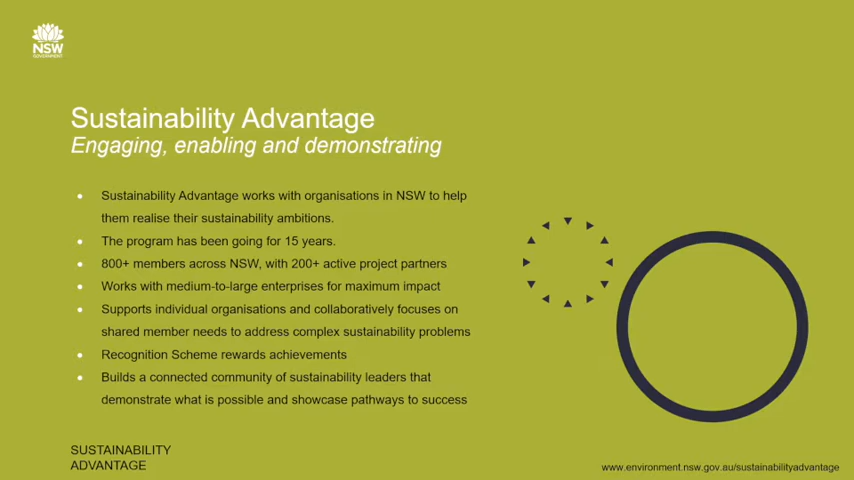 NSW
GOVERNMENT
Sustainability Advantage
Engaging, enabling and demonstrating
• Sustainability Advantage works with organisations in NSW to help
them realise their sustainability ambitions.
• The program has been going for 15 years.
• 800+ members across NSW, with 200+ active project partners
• Works with medium-to-large enterprises for maximum impact
• Supports individual organisations and collaboratively focuses on
shared member needs to address complex sustainability problems
• Recognition Scheme rewards achievements
• Builds a connected community of sustainability leaders that
demonstrate what is possible and showcase pathways to success
SUSTAINABILITY
ADVANTAGE
www.environment.nsw.gov.au/sustainabilityadvantage